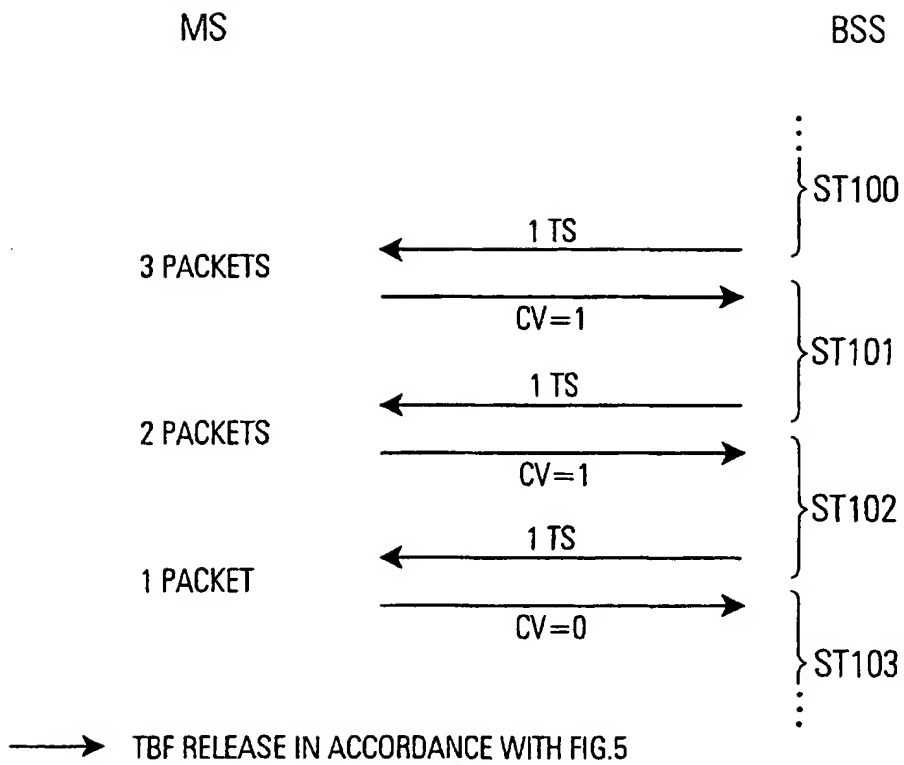 MS BSS
ST100
1 TS
3 PACKETS
CV=1
ST101
1 TS
2 PACKETS
CV=1
ST102
1 TS
1 PACKET
CV=0
ST103
TBF RELEASE IN ACCORDANCE WITH FIG.5